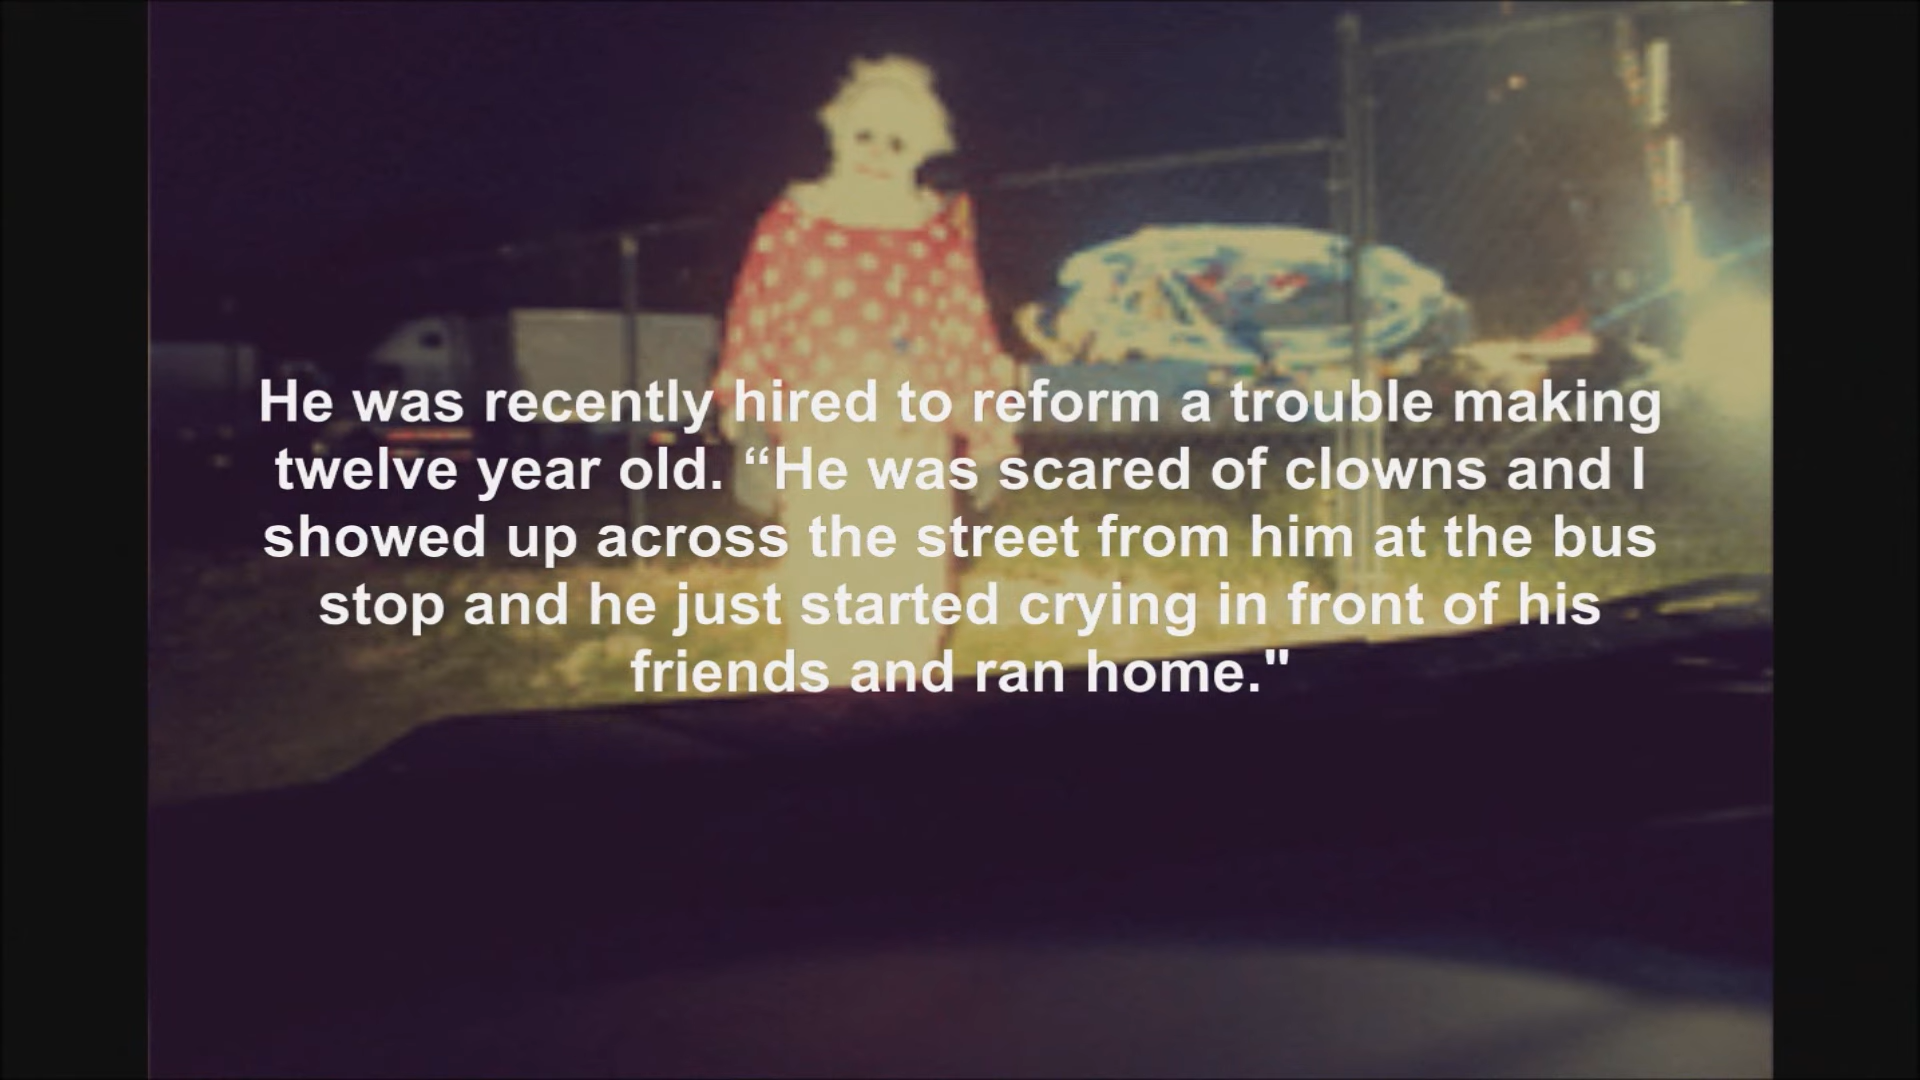 He was recently hired to reform a trouble making
twelve year old. “He was scared of clowns and I
showed up across the street from him at the bus
stop and he just started crying in front of his
friends and ran home."